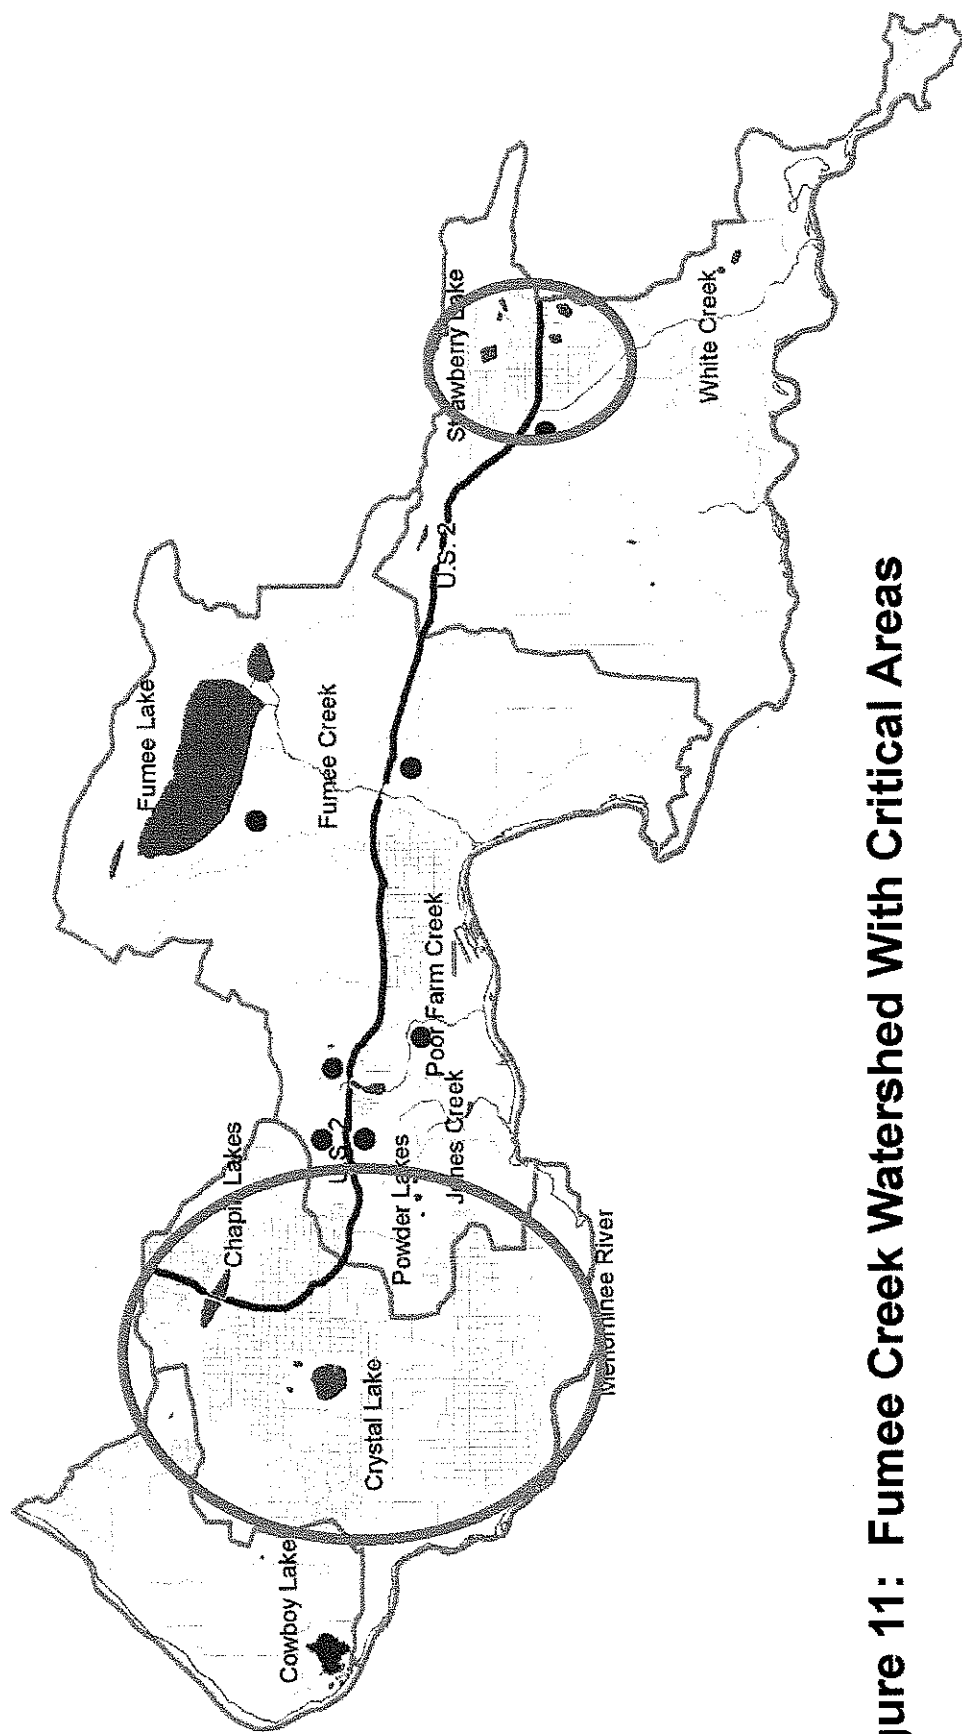 Cowboy Lake
Crystal Lake
Chapin Lakes
U.S. 2
Powder Lakes
Jones Creek
Menominee River
Poor Farm Creek
Fumee Lake
Fumee Creek
U.S. 2
Strawberry Lake
White Creek
gure 11: Fumee Creek Watershed With Critical Areas